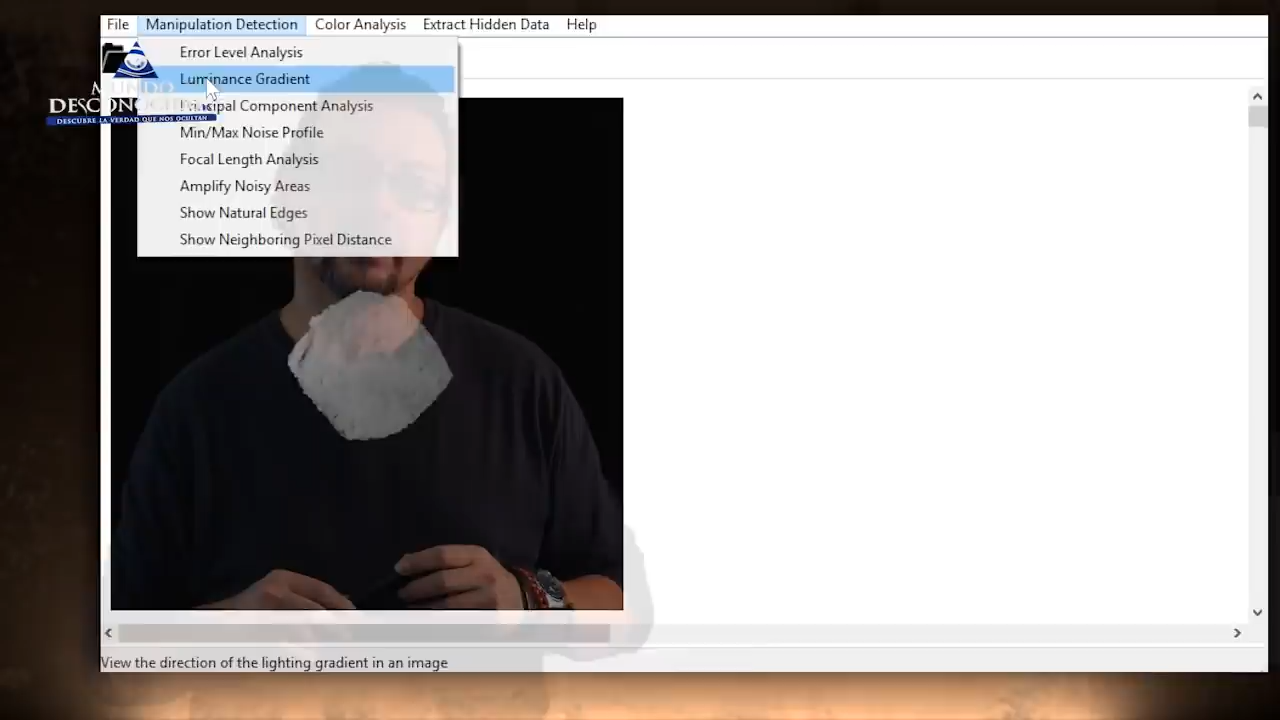 File Manipulation Detection Color Analysis Extract Hidden Data Help
Error Level Analysis
Luminance Gradient
Principal Component Analysis
Min/Max Noise Profile
Focal Length Analysis
Amplify Noisy Areas
Show Natural Edges
Show Neighboring Pixel Distance
MUNDO
DESCONOCIDO
DESCUBRE LA VERDAD QUE NOS OCULTAN
View the direction of the lighting gradient in an image